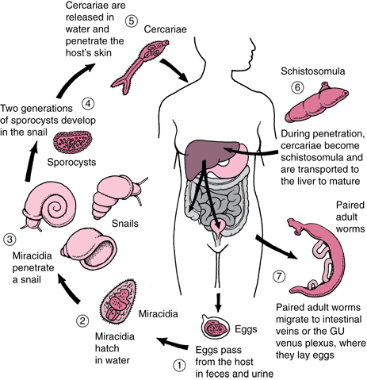 Cercariae are
released in
water and
penetrate the
host's skin
⑤
Cercariae
Schistosomula
⑥
During penetration,
cercariae become
schistosomula and
are transported to
the liver to mature
Two generations
of sporocysts develop
in the snail
④
Sporocysts
Snails
③
Miracidia
penetrate
a snail
Paired
adult
worms
⑦
Paired adult worms
migrate to intestinal
veins or the GU
venus plexus, where
they lay eggs
②
Miracidia
Miracidia
hatch
in water
Eggs
①
Eggs pass
from the host
in feces and urine